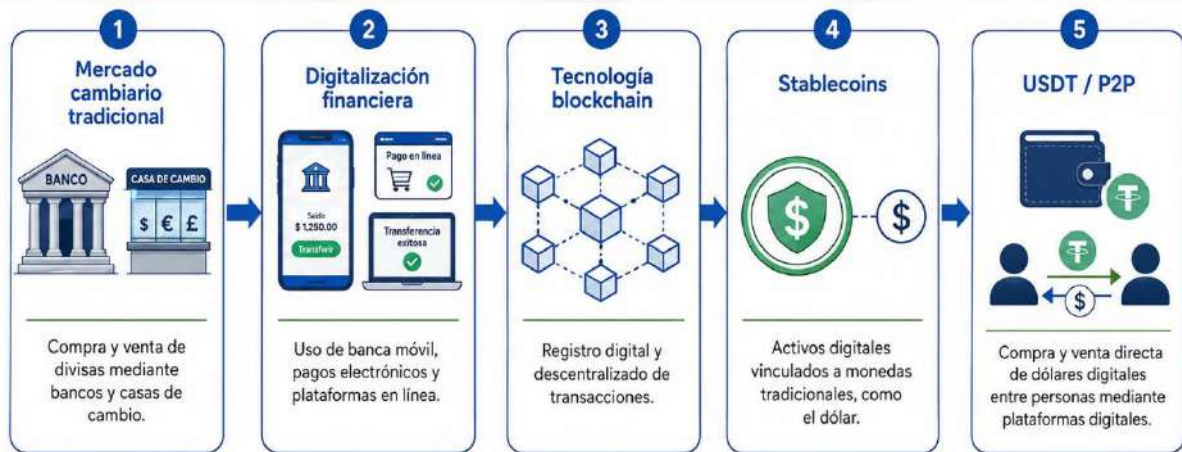 1
Mercado
cambiario
tradicional
BANCO
CASA DE CAMBIO
$ € £
Compra y venta de
divisas mediante
bancos y casas de
cambio.
2
Digitalización
financiera
Saldo
$ 1,250.00
Transferir
Pago en línea
Transferencia
exitosa
Uso de banca móvil,
pagos electrónicos y
plataformas en línea.
3
Tecnología
blockchain
Registro digital y
descentralizado de
transacciones.
4
Stablecoins
$
$
Activos digitales
vinculados a monedas
tradicionales, como
el dólar.
5
USDT / P2P
$
Compra y venta directa
de dólares digitales
entre personas mediante
plataformas digitales.